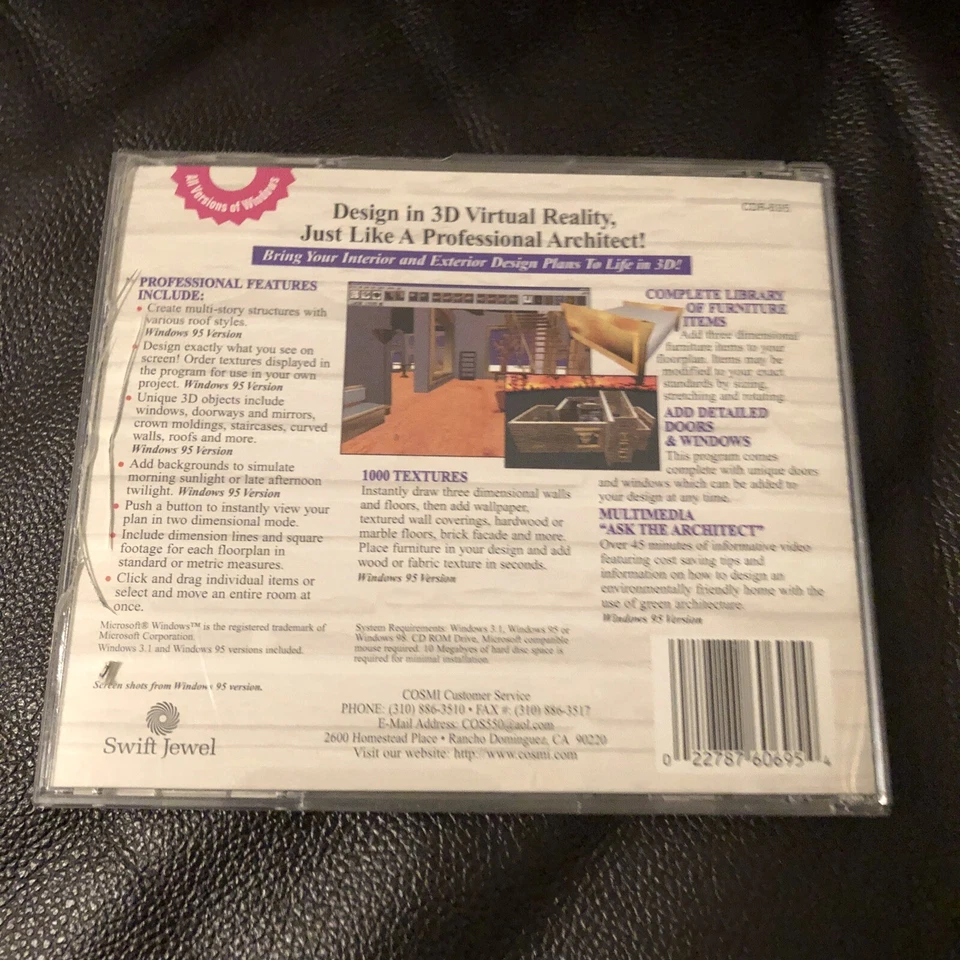 All Versions of Windows
CDR-695
Design in 3D Virtual Reality,
Just Like A Professional Architect!
Bring Your Interior and Exterior Design Plans To Life in 3D!
PROFESSIONAL FEATURES
INCLUDE:
• Create multi-story structures with
various roof styles.
Windows 95 Version
• Design exactly what you see on
screen! Order textures displayed in
the program for use in your own
project. Windows 95 Version
• Unique 3D objects include
windows, doorways and mirrors,
crown moldings, staircases, curved
walls, roofs and more.
Windows 95 Version
• Add backgrounds to simulate
morning sunlight or late afternoon
twilight. Windows 95 Version
• Push a button to instantly view your
plan in two dimensional mode.
• Include dimension lines and square
footage for each floorplan in
standard or metric measures.
• Click and drag individual items or
select and move an entire room at
once.
1000 TEXTURES
Instantly draw three dimensional walls
and floors, then add wallpaper,
textured wall coverings, hardwood or
marble floors, brick facade and more.
Place furniture in your design and add
wood or fabric texture in seconds.
Windows 95 Version
COMPLETE LIBRARY
OF FURNITURE
ITEMS
Add three dimensional
furniture items to your
floorplan. Items may be
modified to your exact
standards by sizing,
stretching and rotating.
ADD DETAILED
DOORS
& WINDOWS
This program comes
complete with unique doors
and windows which can be added to
your design at any time.
MULTIMEDIA
"ASK THE ARCHITECT"
Over 45 minutes of informative video
featuring cost saving tips and
information on how to design an
environmentally friendly home with the
use of green architecture.
Windows 95 Version
Microsoft® Windows™ is the registered trademark of
Microsoft Corporation.
Windows 3.1 and Windows 95 versions included.
Screen shots from Windows 95 version.
Swift Jewel
System Requirements: Windows 3.1, Windows 95 or
Windows 98. CD ROM Drive, Microsoft compatible
mouse required. 10 Megabyes of hard disc space is
required for minimal installation.
COSMI Customer Service
PHONE: (310) 886-3510 • FAX #: (310) 886-3517
E-Mail Address: COS550@aol.com
2600 Homestead Place • Rancho Dominguez, CA 90220
Visit our website: http://www.cosmi.com
0 22787 60695 4